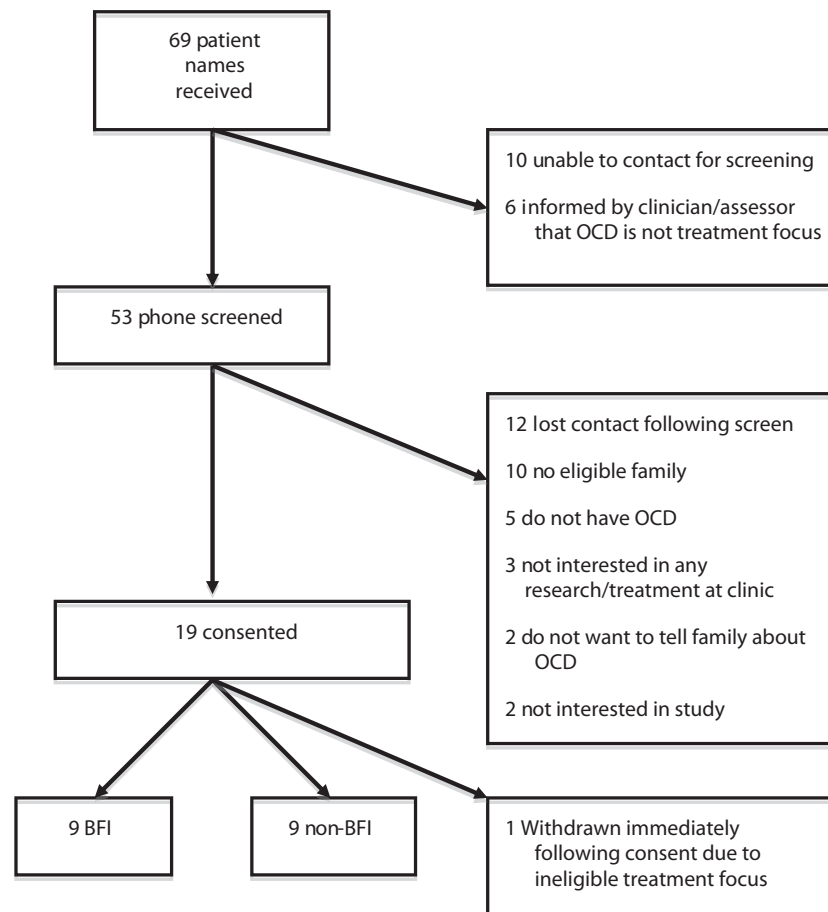 69 patient
names
received
10 unable to contact for screening
6 informed by clinician/assessor
that OCD is not treatment focus
53 phone screened
12 lost contact following screen
10 no eligible family
5 do not have OCD
3 not interested in any
research/treatment at clinic
2 do not want to tell family about
OCD
2 not interested in study
19 consented
9 BFI
9 non-BFI
1 Withdrawn immediately
following consent due to
ineligible treatment focus